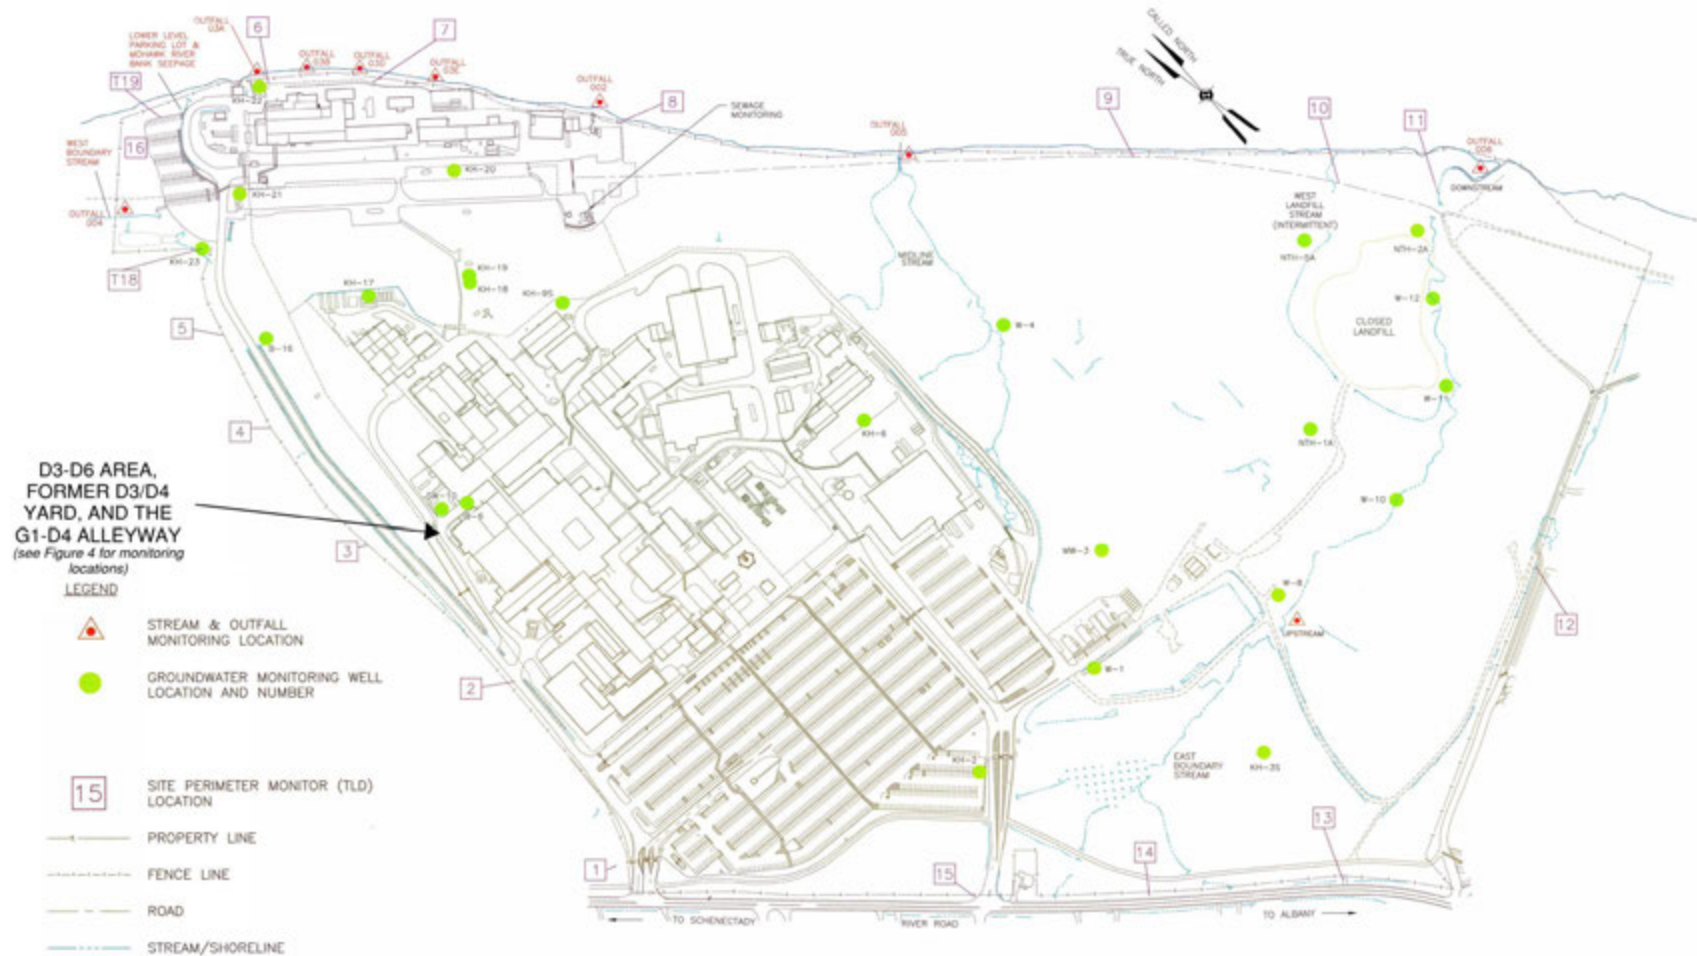 OUTFALL
03A
6
7
LOWER LEVEL
PARKING LOT &
MOHAWK RIVER
BANK SEEPAGE
OUTFALL
03B
OUTFALL
03D
OUTFALL
03E
OUTFALL
002
T19
KH-22
8
SEWAGE
MONITORING
CALLED NORTH
TRUE NORTH
9
10
11
OUTFALL
005
OUTFALL
006
DOWNSTREAM
WEST
BOUNDARY
STREAM
16
KH-20
KH-21
OUTFALL
004
KH-23
T18
WEST
LANDFILL
STREAM
(INTERMITTENT)
NTH-5A
NTH-2A
MIDLINE
STREAM
KH-19
KH-18
KH-17
KH-9S
W-12
CLOSED
LANDFILL
5
B-16
W-4
W-11
4
KH-6
NTH-1A
D3-D6 AREA,
FORMER D3/D4
YARD, AND THE
G1-D4 ALLEYWAY
(see Figure 4 for monitoring
locations)
W-10
3
MW-3
W-8
UPSTREAM
12
LEGEND
STREAM & OUTFALL
MONITORING LOCATION
GROUNDWATER MONITORING WELL
LOCATION AND NUMBER
2
W-1
KH-2
EAST
BOUNDARY
STREAM
KH-3S
15
SITE PERIMETER MONITOR (TLD)
LOCATION
PROPERTY LINE
FENCE LINE
ROAD
STREAM/SHORELINE
1
15
14
13
TO SCHENECTADY
RIVER ROAD
TO ALBANY